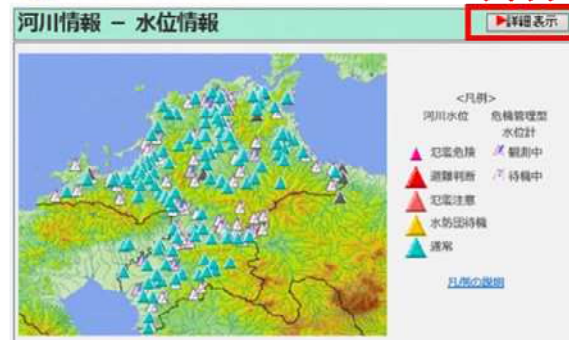 河川情報 － 水位情報
▶詳細表示
<凡例>
河川水位 危機管理型
水位計
氾濫危険 観測中
避難判断 待機中
氾濫注意
水防団待機
通常
凡例の説明